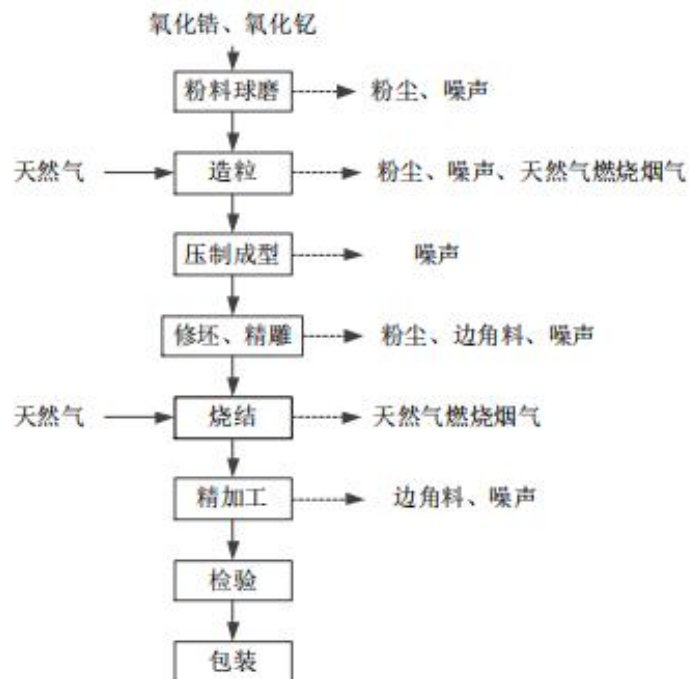 氧化锆、氧化钇
粉料球磨
粉尘、噪声
天然气
造粒
粉尘、噪声、天然气燃烧烟气
压制成型
噪声
修坯、精雕
粉尘、边角料、噪声
天然气
烧结
天然气燃烧烟气
精加工
边角料、噪声
检验
包装